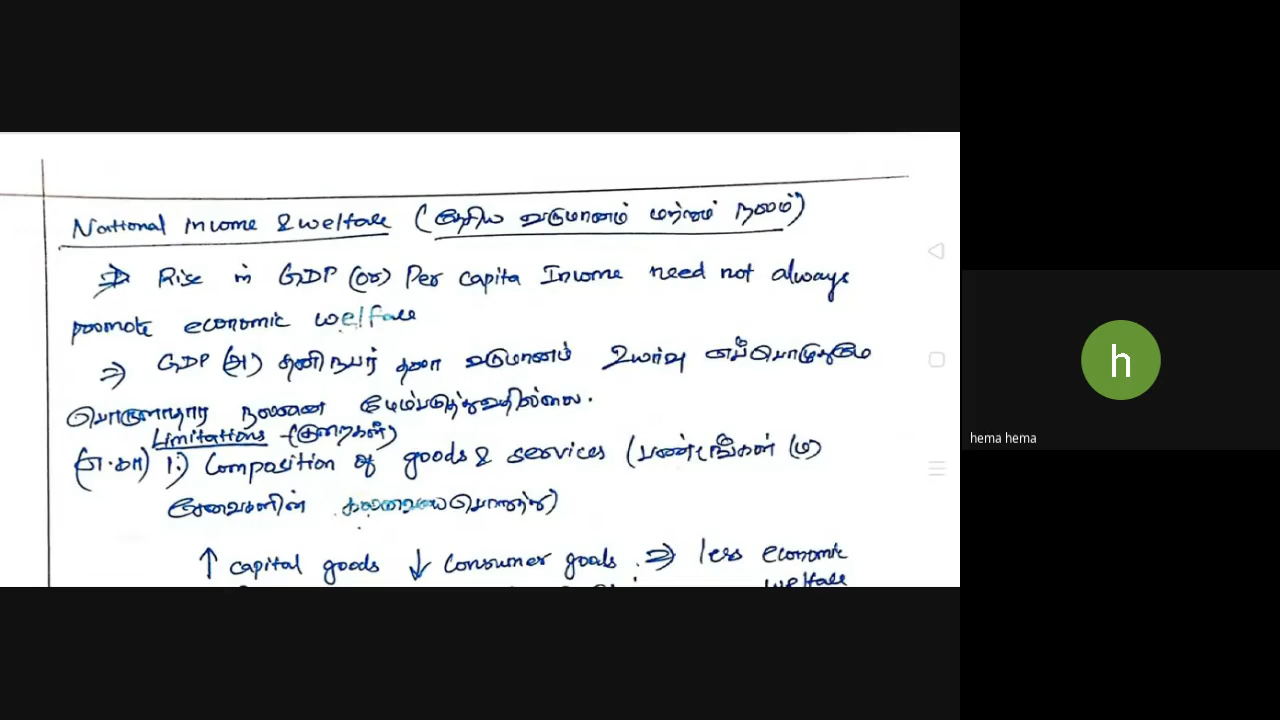 National Income & welfare (தேசிய வருமானம் மற்றும் நலம்)
⇒ Rise in GDP (or) Per capita Income need not always
promote economic welfare
⇒ GDP (அ) தனிநபர் தலா வருமானம் உயர்வு எப்பொழுதுமே
பொருளாதார நலனை மேம்படுத்துவதில்லை.
Limitations - (குறைகள்)
(எ.கா) 1.) Composition of goods & services (பண்டங்கள் (ம)
சேவைகளின் கலவையை பொறுத்து)
↑ capital goods ↓ consumer goods ⇒ less economic
welfare
h
hema hema